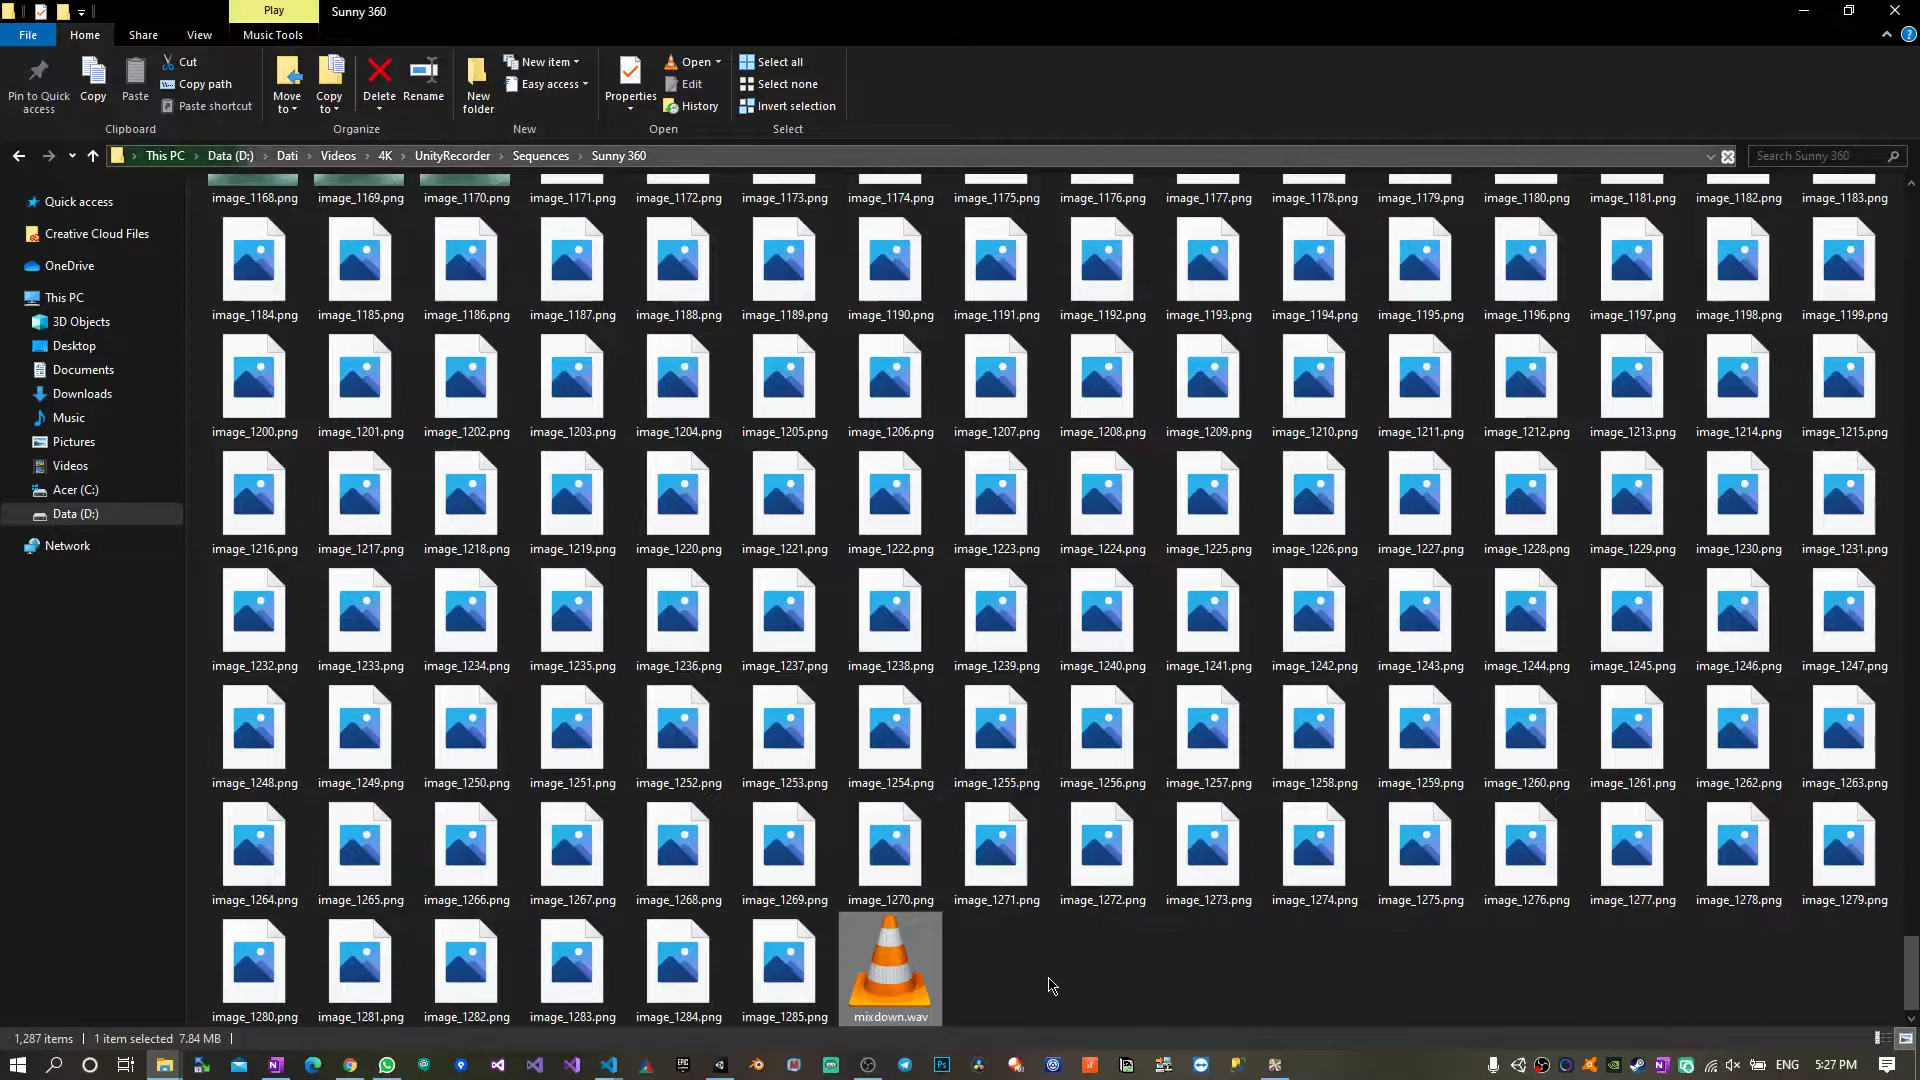 Play
Sunny 360
File
Home
Share
View
Music Tools
Pin to Quick access
Copy
Paste
Cut
Copy path
Paste shortcut
Move to
Copy to
Delete
Rename
New folder
New item
Easy access
Properties
Open
Edit
History
Select all
Select none
Invert selection
Clipboard
Organize
New
Open
Select
This PC
Data (D:)
Dati
Videos
4K
UnityRecorder
Sequences
Sunny 360
Search Sunny 360
Quick access
Creative Cloud Files
OneDrive
This PC
3D Objects
Desktop
Documents
Downloads
Music
Pictures
Videos
Acer (C:)
Data (D:)
Network
image_1168.png image_1169.png image_1170.png image_1171.png image_1172.png image_1173.png image_1174.png image_1175.png image_1176.png image_1177.png image_1178.png image_1179.png image_1180.png image_1181.png image_1182.png image_1183.png
image_1184.png image_1185.png image_1186.png image_1187.png image_1188.png image_1189.png image_1190.png image_1191.png image_1192.png image_1193.png image_1194.png image_1195.png image_1196.png image_1197.png image_1198.png image_1199.png
image_1200.png image_1201.png image_1202.png image_1203.png image_1204.png image_1205.png image_1206.png image_1207.png image_1208.png image_1209.png image_1210.png image_1211.png image_1212.png image_1213.png image_1214.png image_1215.png
image_1216.png image_1217.png image_1218.png image_1219.png image_1220.png image_1221.png image_1222.png image_1223.png image_1224.png image_1225.png image_1226.png image_1227.png image_1228.png image_1229.png image_1230.png image_1231.png
image_1232.png image_1233.png image_1234.png image_1235.png image_1236.png image_1237.png image_1238.png image_1239.png image_1240.png image_1241.png image_1242.png image_1243.png image_1244.png image_1245.png image_1246.png image_1247.png
image_1248.png image_1249.png image_1250.png image_1251.png image_1252.png image_1253.png image_1254.png image_1255.png image_1256.png image_1257.png image_1258.png image_1259.png image_1260.png image_1261.png image_1262.png image_1263.png
image_1264.png image_1265.png image_1266.png image_1267.png image_1268.png image_1269.png image_1270.png image_1271.png image_1272.png image_1273.png image_1274.png image_1275.png image_1276.png image_1277.png image_1278.png image_1279.png
image_1280.png image_1281.png image_1282.png image_1283.png image_1284.png image_1285.png mixdown.wav
1,287 items
1 item selected 7.84 MB
ENG
5:27 PM